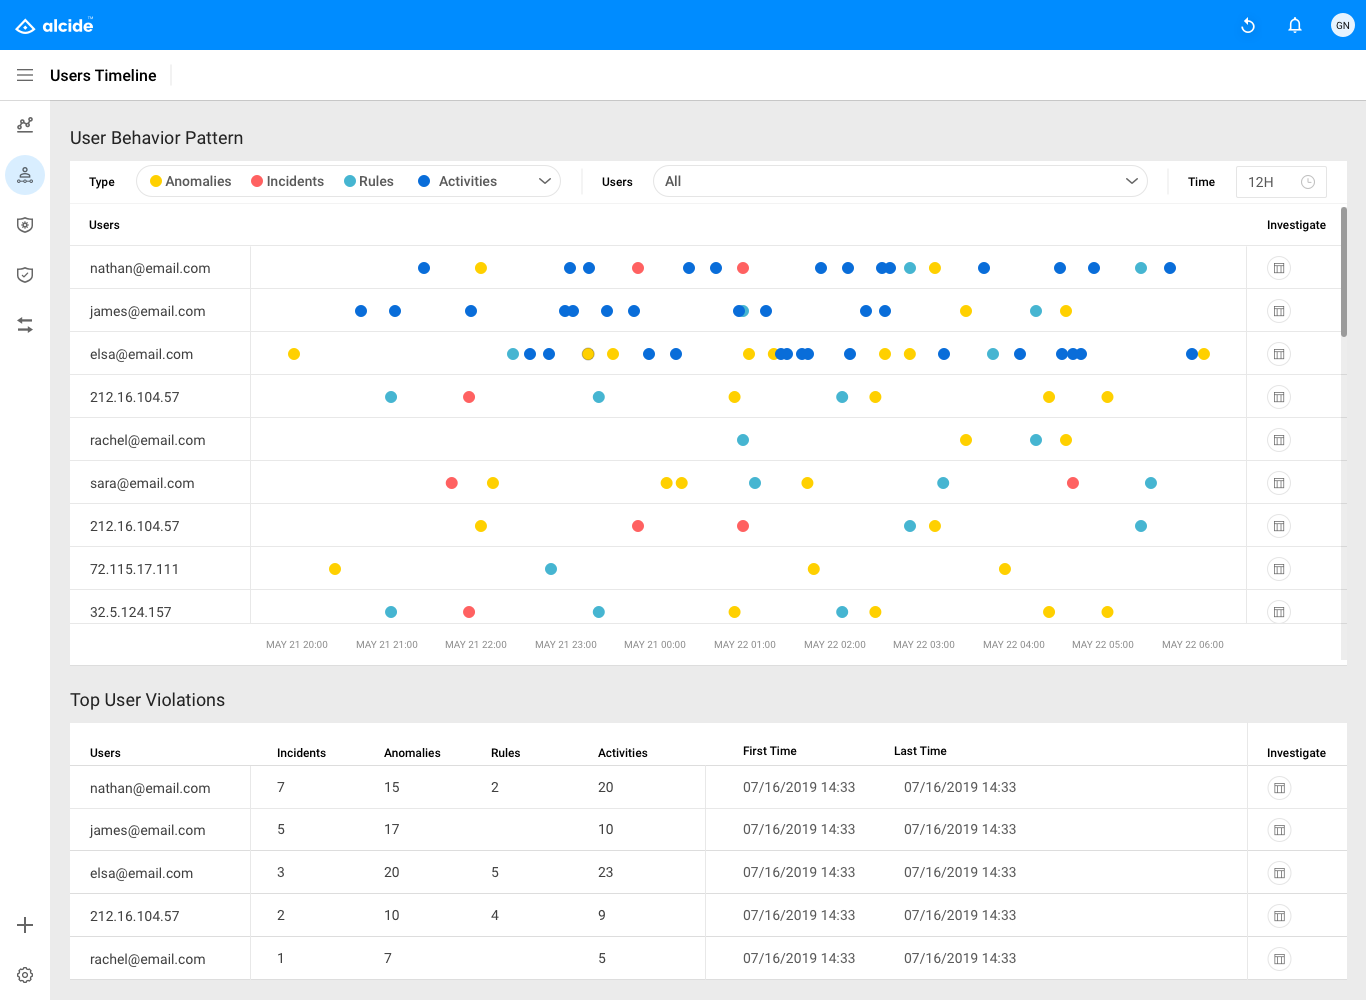 alcide™
GN
Users Timeline
User Behavior Pattern
Type Anomalies Incidents Rules Activities Users All Time 12H
Users Investigate
nathan@email.com
james@email.com
elsa@email.com
212.16.104.57
rachel@email.com
sara@email.com
212.16.104.57
72.115.17.111
32.5.124.157
MAY 21 20:00 MAY 21 21:00 MAY 21 22:00 MAY 21 23:00 MAY 21 00:00 MAY 22 01:00 MAY 22 02:00 MAY 22 03:00 MAY 22 04:00 MAY 22 05:00 MAY 22 06:00
Top User Violations
Users Incidents Anomalies Rules Activities First Time Last Time Investigate
nathan@email.com 7 15 2 20 07/16/2019 14:33 07/16/2019 14:33
james@email.com 5 17 10 07/16/2019 14:33 07/16/2019 14:33
elsa@email.com 3 20 5 23 07/16/2019 14:33 07/16/2019 14:33
212.16.104.57 2 10 4 9 07/16/2019 14:33 07/16/2019 14:33
rachel@email.com 1 7 5 07/16/2019 14:33 07/16/2019 14:33